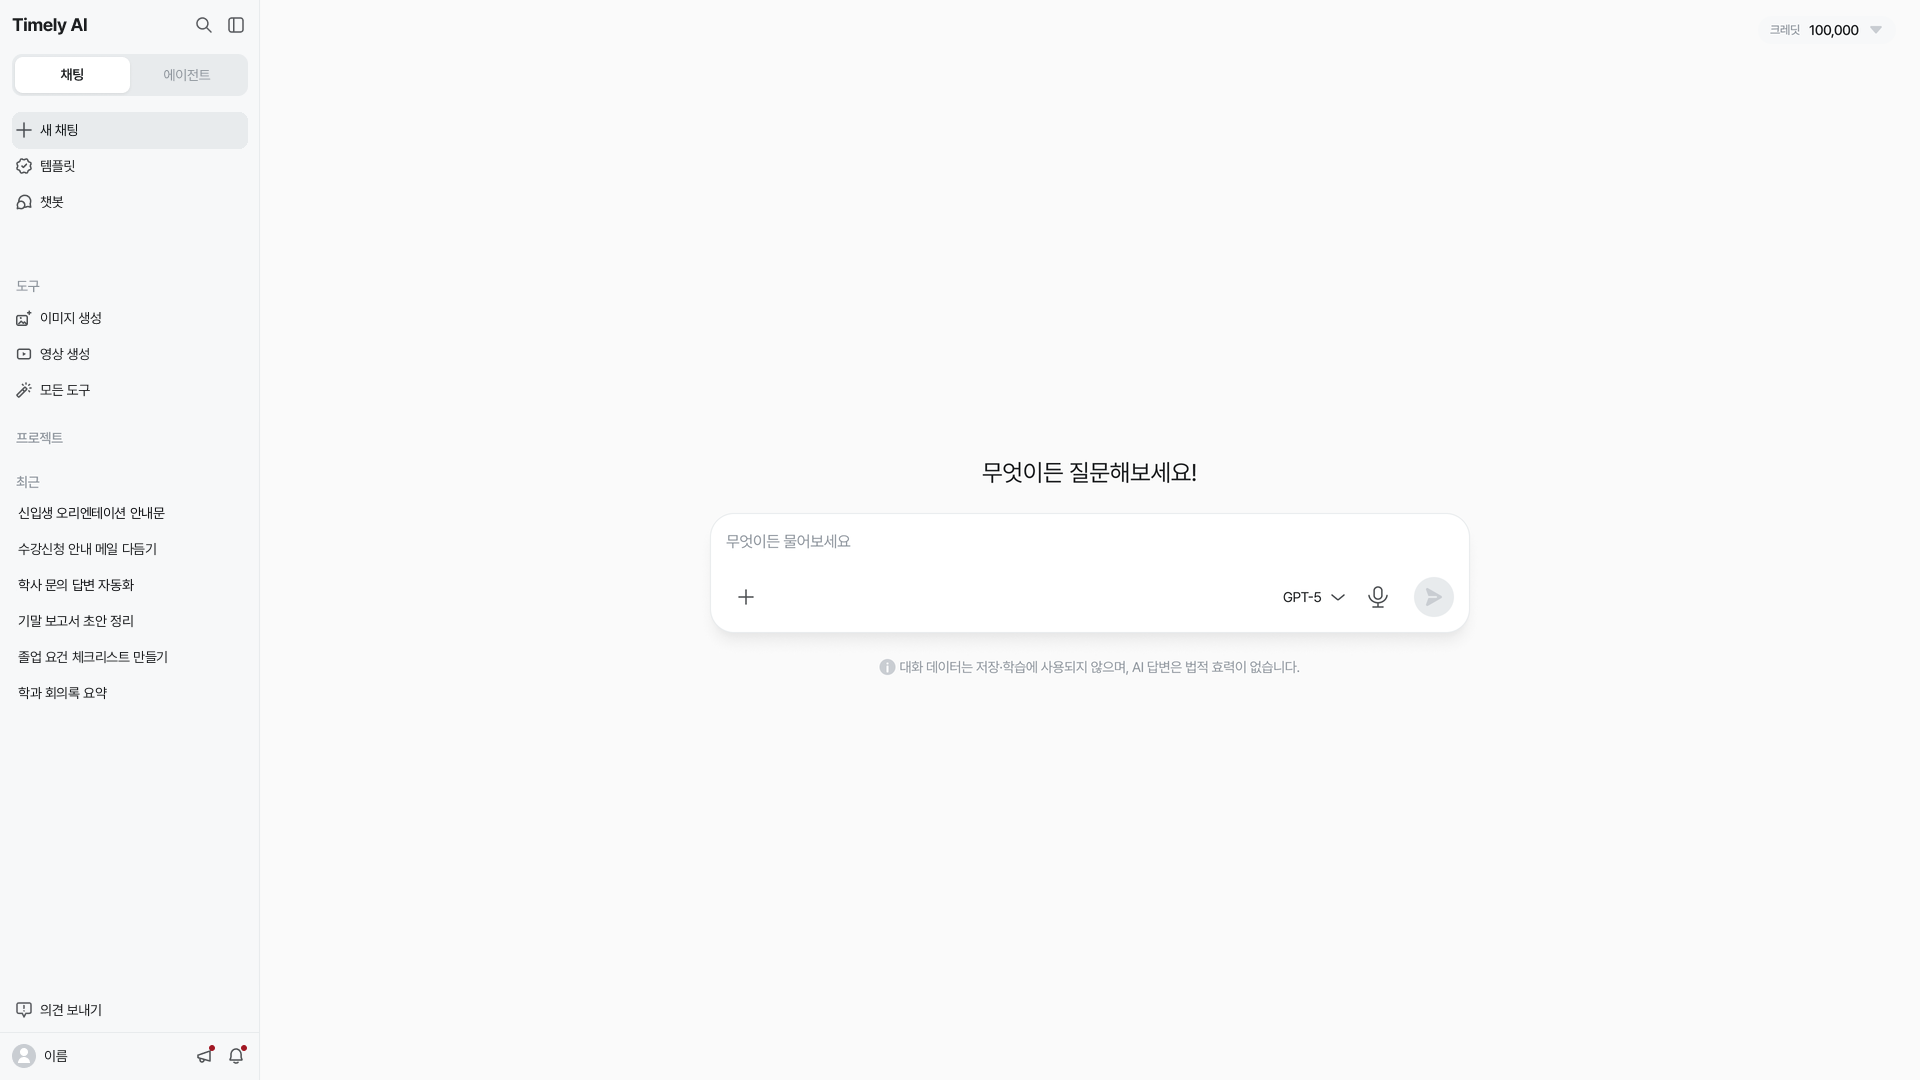 Timely AI
채팅
에이전트
새 채팅
템플릿
챗봇
도구
이미지 생성
영상 생성
모든 도구
프로젝트
최근
신입생 오리엔테이션 안내문
수강신청 안내 메일 다듬기
학사 문의 답변 자동화
기말 보고서 초안 정리
졸업 요건 체크리스트 만들기
학과 회의록 요약
의견 보내기
이름
크레딧 100,000
무엇이든 질문해보세요!
무엇이든 물어보세요
GPT-5
대화 데이터는 저장·학습에 사용되지 않으며, AI 답변은 법적 효력이 없습니다.